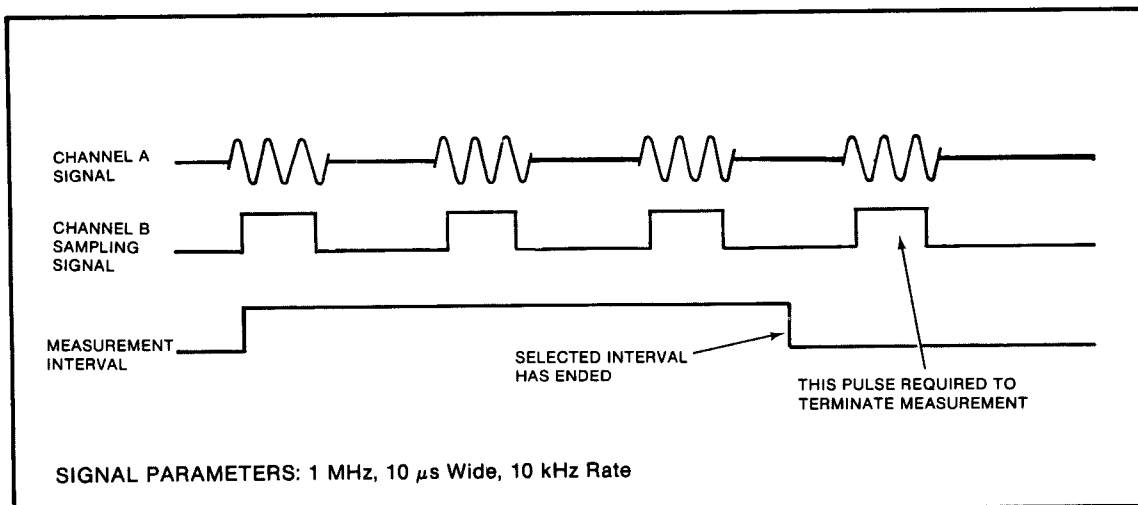 CHANNEL A
SIGNAL
CHANNEL B
SAMPLING
SIGNAL
MEASUREMENT
INTERVAL
SELECTED INTERVAL
HAS ENDED
THIS PULSE REQUIRED TO
TERMINATE MEASUREMENT
SIGNAL PARAMETERS: 1 MHz, 10 μs Wide, 10 kHz Rate